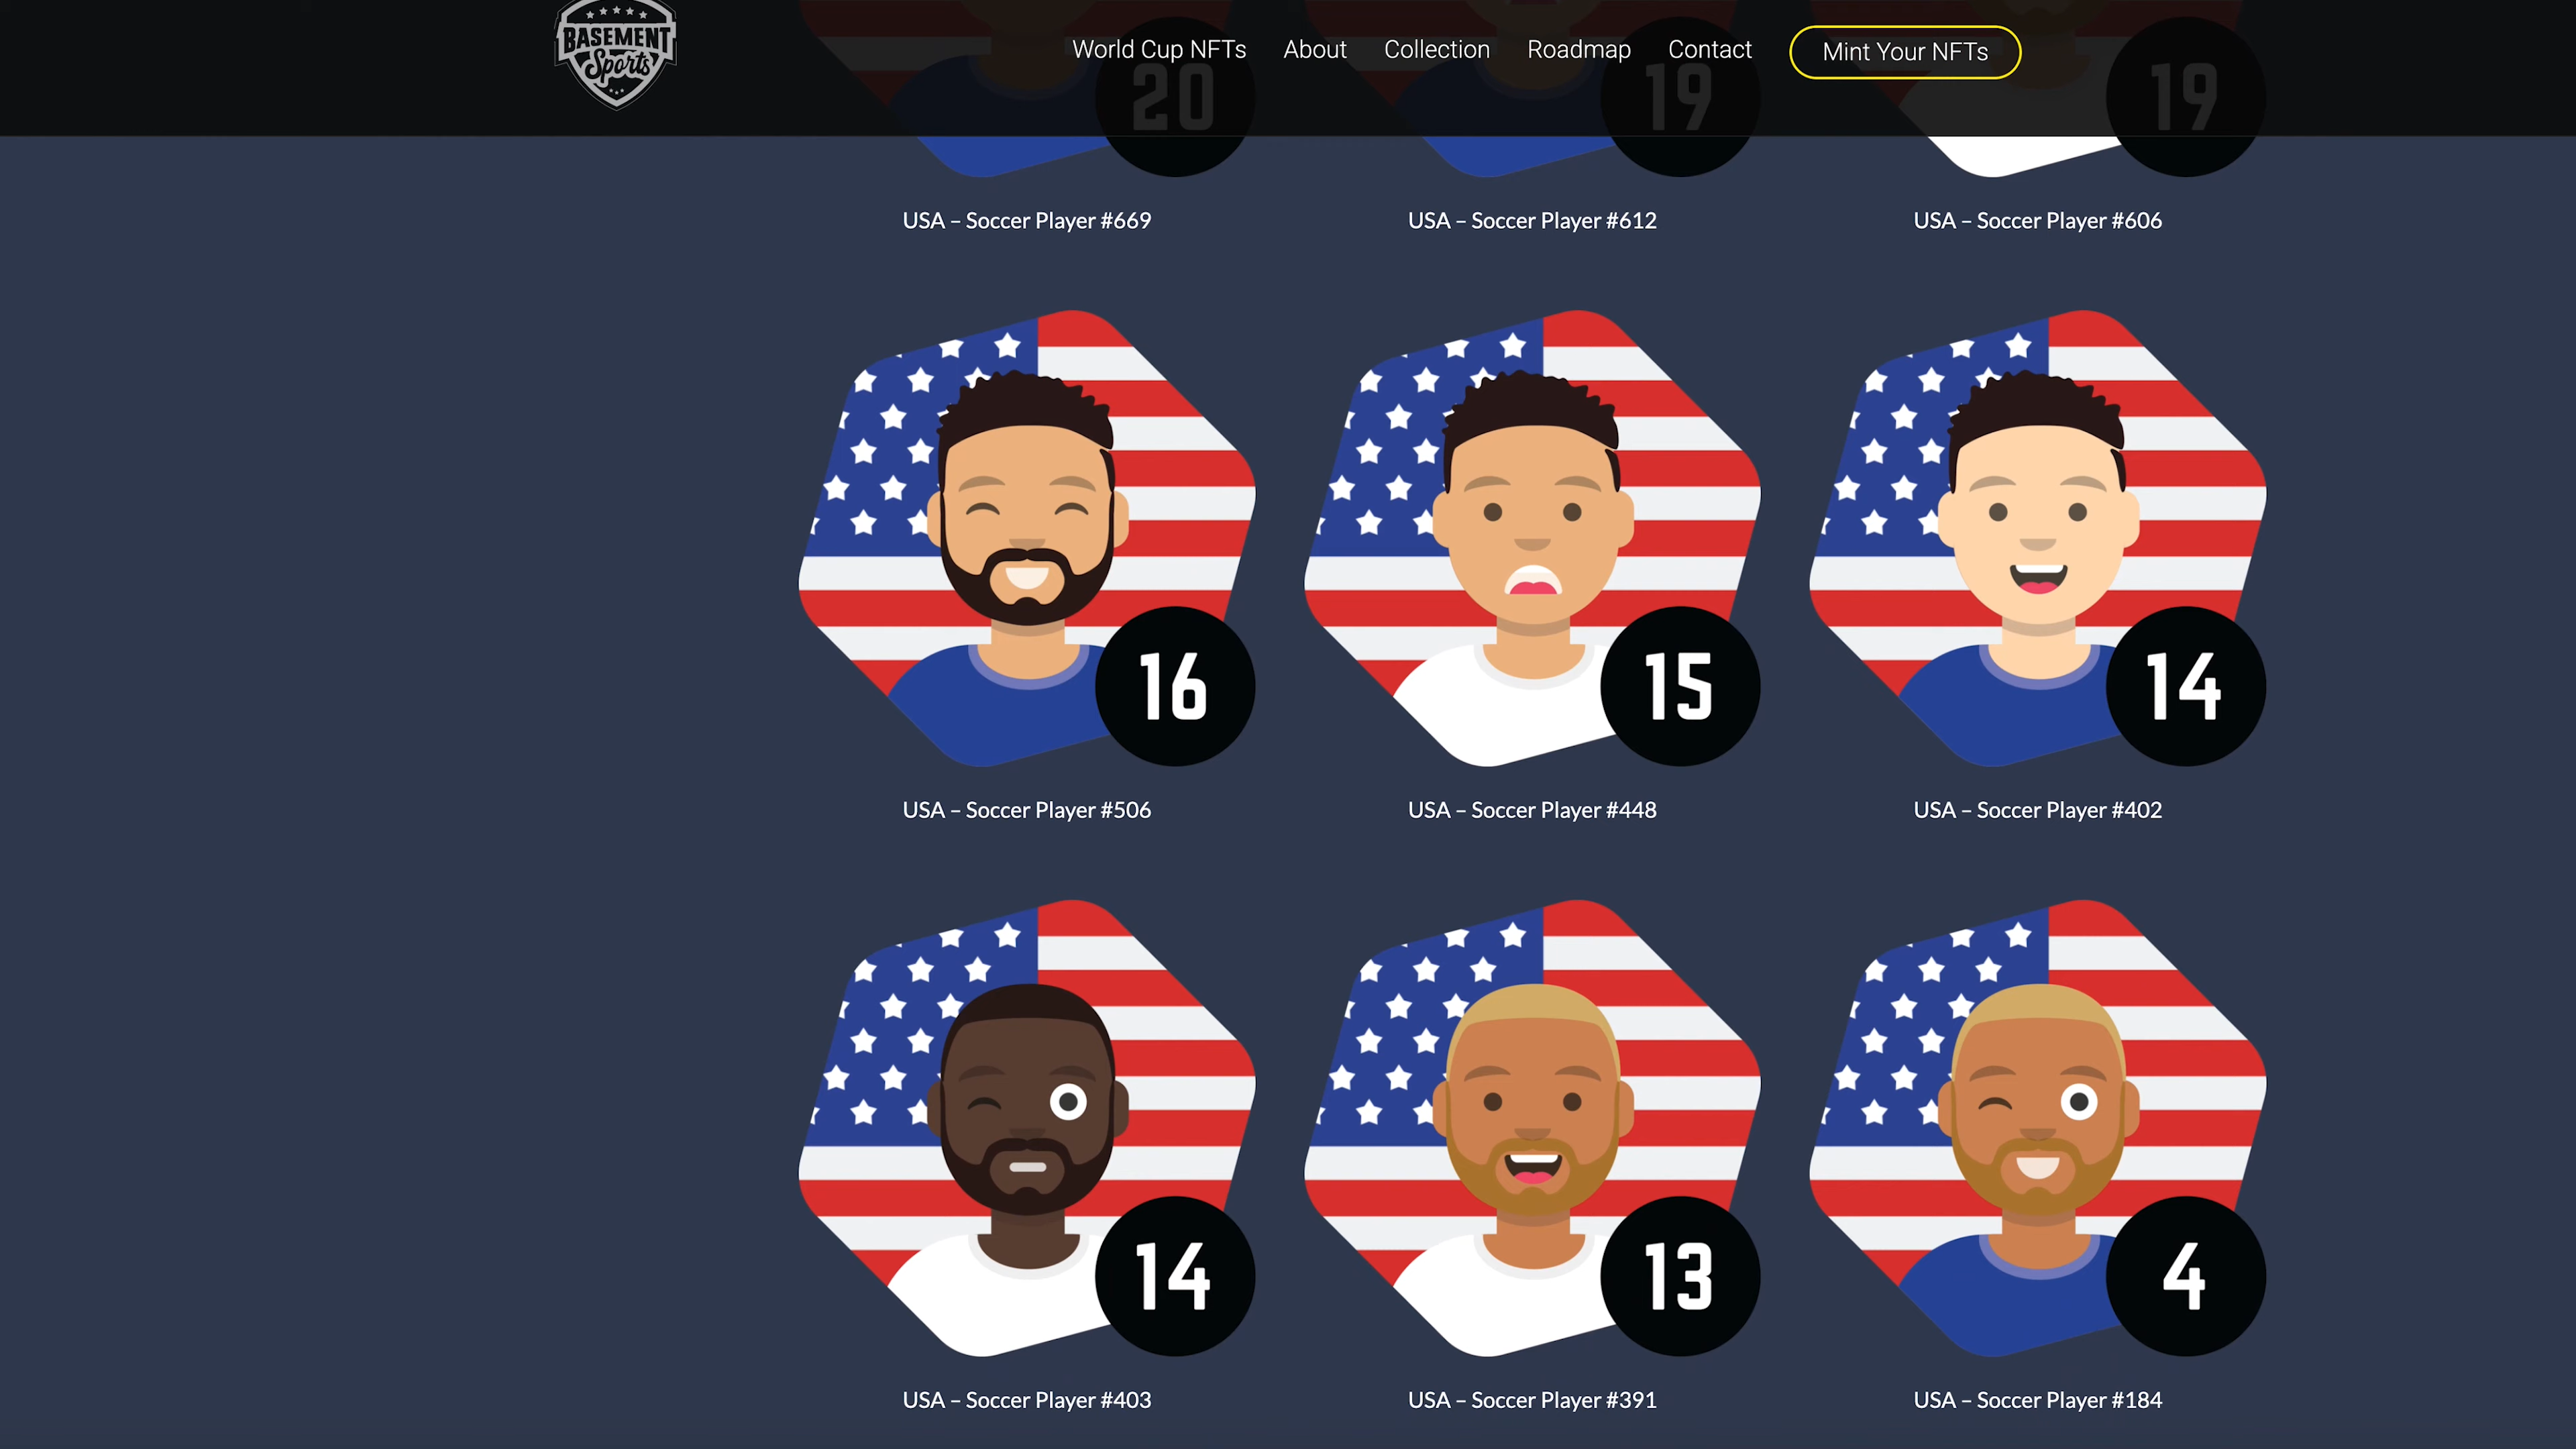 BASEMENT
Sports
World Cup NFTs
About
Collection
Roadmap
Contact
Mint Your NFTs
20
19
19
USA – Soccer Player #669
USA – Soccer Player #612
USA – Soccer Player #606
16
15
14
USA – Soccer Player #506
USA – Soccer Player #448
USA – Soccer Player #402
14
13
4
USA – Soccer Player #403
USA – Soccer Player #391
USA – Soccer Player #184